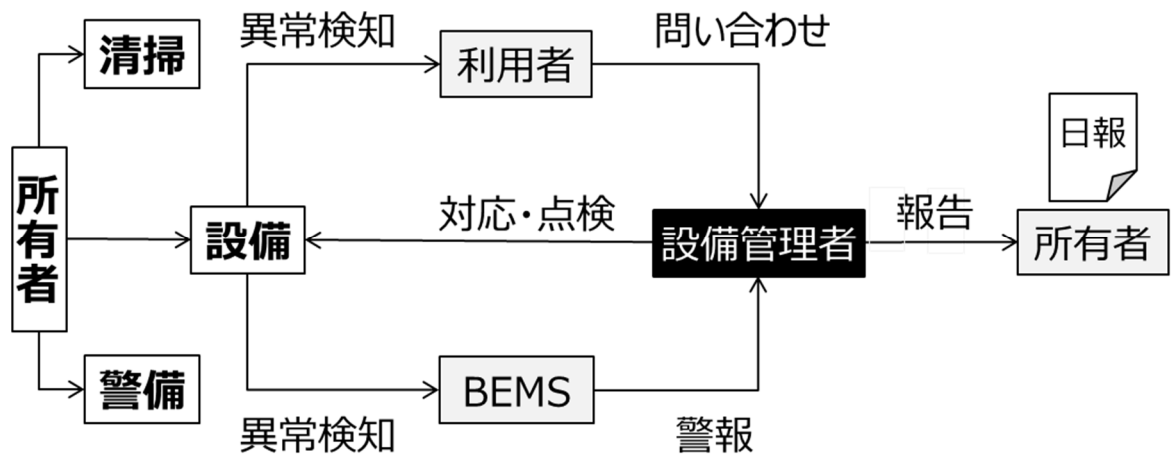 異常検知
問い合わせ
清掃
利用者
日報
所有者
対応・点検
報告
設備
設備管理者
所有者
警備
BEMS
異常検知
警報